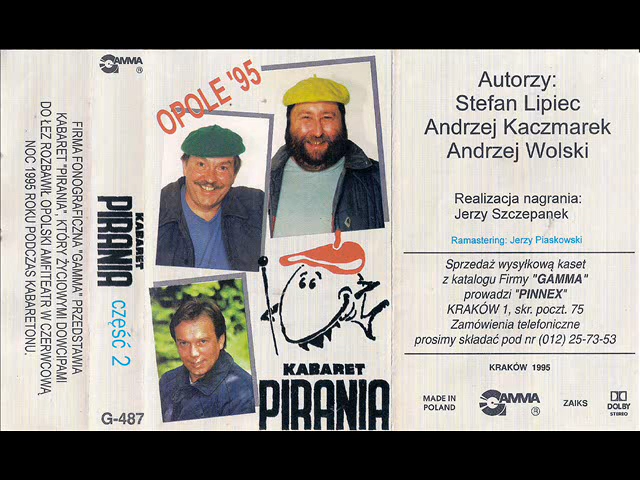 FIRMA FONOGRAFICZNA "GAMMA" PRZEDSTAWIA
KABARET "PIRANIA", KTÓRY ŻYCIOWYMI DOWCIPAMI
DO ŁEZ ROZBAWIŁ OPOLSKI AMFITEATR W CZERWCOWĄ
NOC 1995 ROKU PODCZAS KABARETONU.
GAMMA
®
KABARET
PIRANIA
część 2
G-487
OPOLE '95
KABARET
PIRANIA
Autorzy:
Stefan Lipiec
Andrzej Kaczmarek
Andrzej Wolski
Realizacja nagrania:
Jerzy Szczepanek
Ramastering: Jerzy Piaskowski
Sprzedaż wysyłkową kaset
z katalogu Firmy "GAMMA"
prowadzi "PINNEX"
KRAKÓW 1, skr. poczt. 75
Zamówienia telefoniczne
prosimy składać pod nr (012) 25-73-53
KRAKÓW 1995
MADE IN
POLAND
GAMMA
®
ZAIKS
DOLBY
STEREO